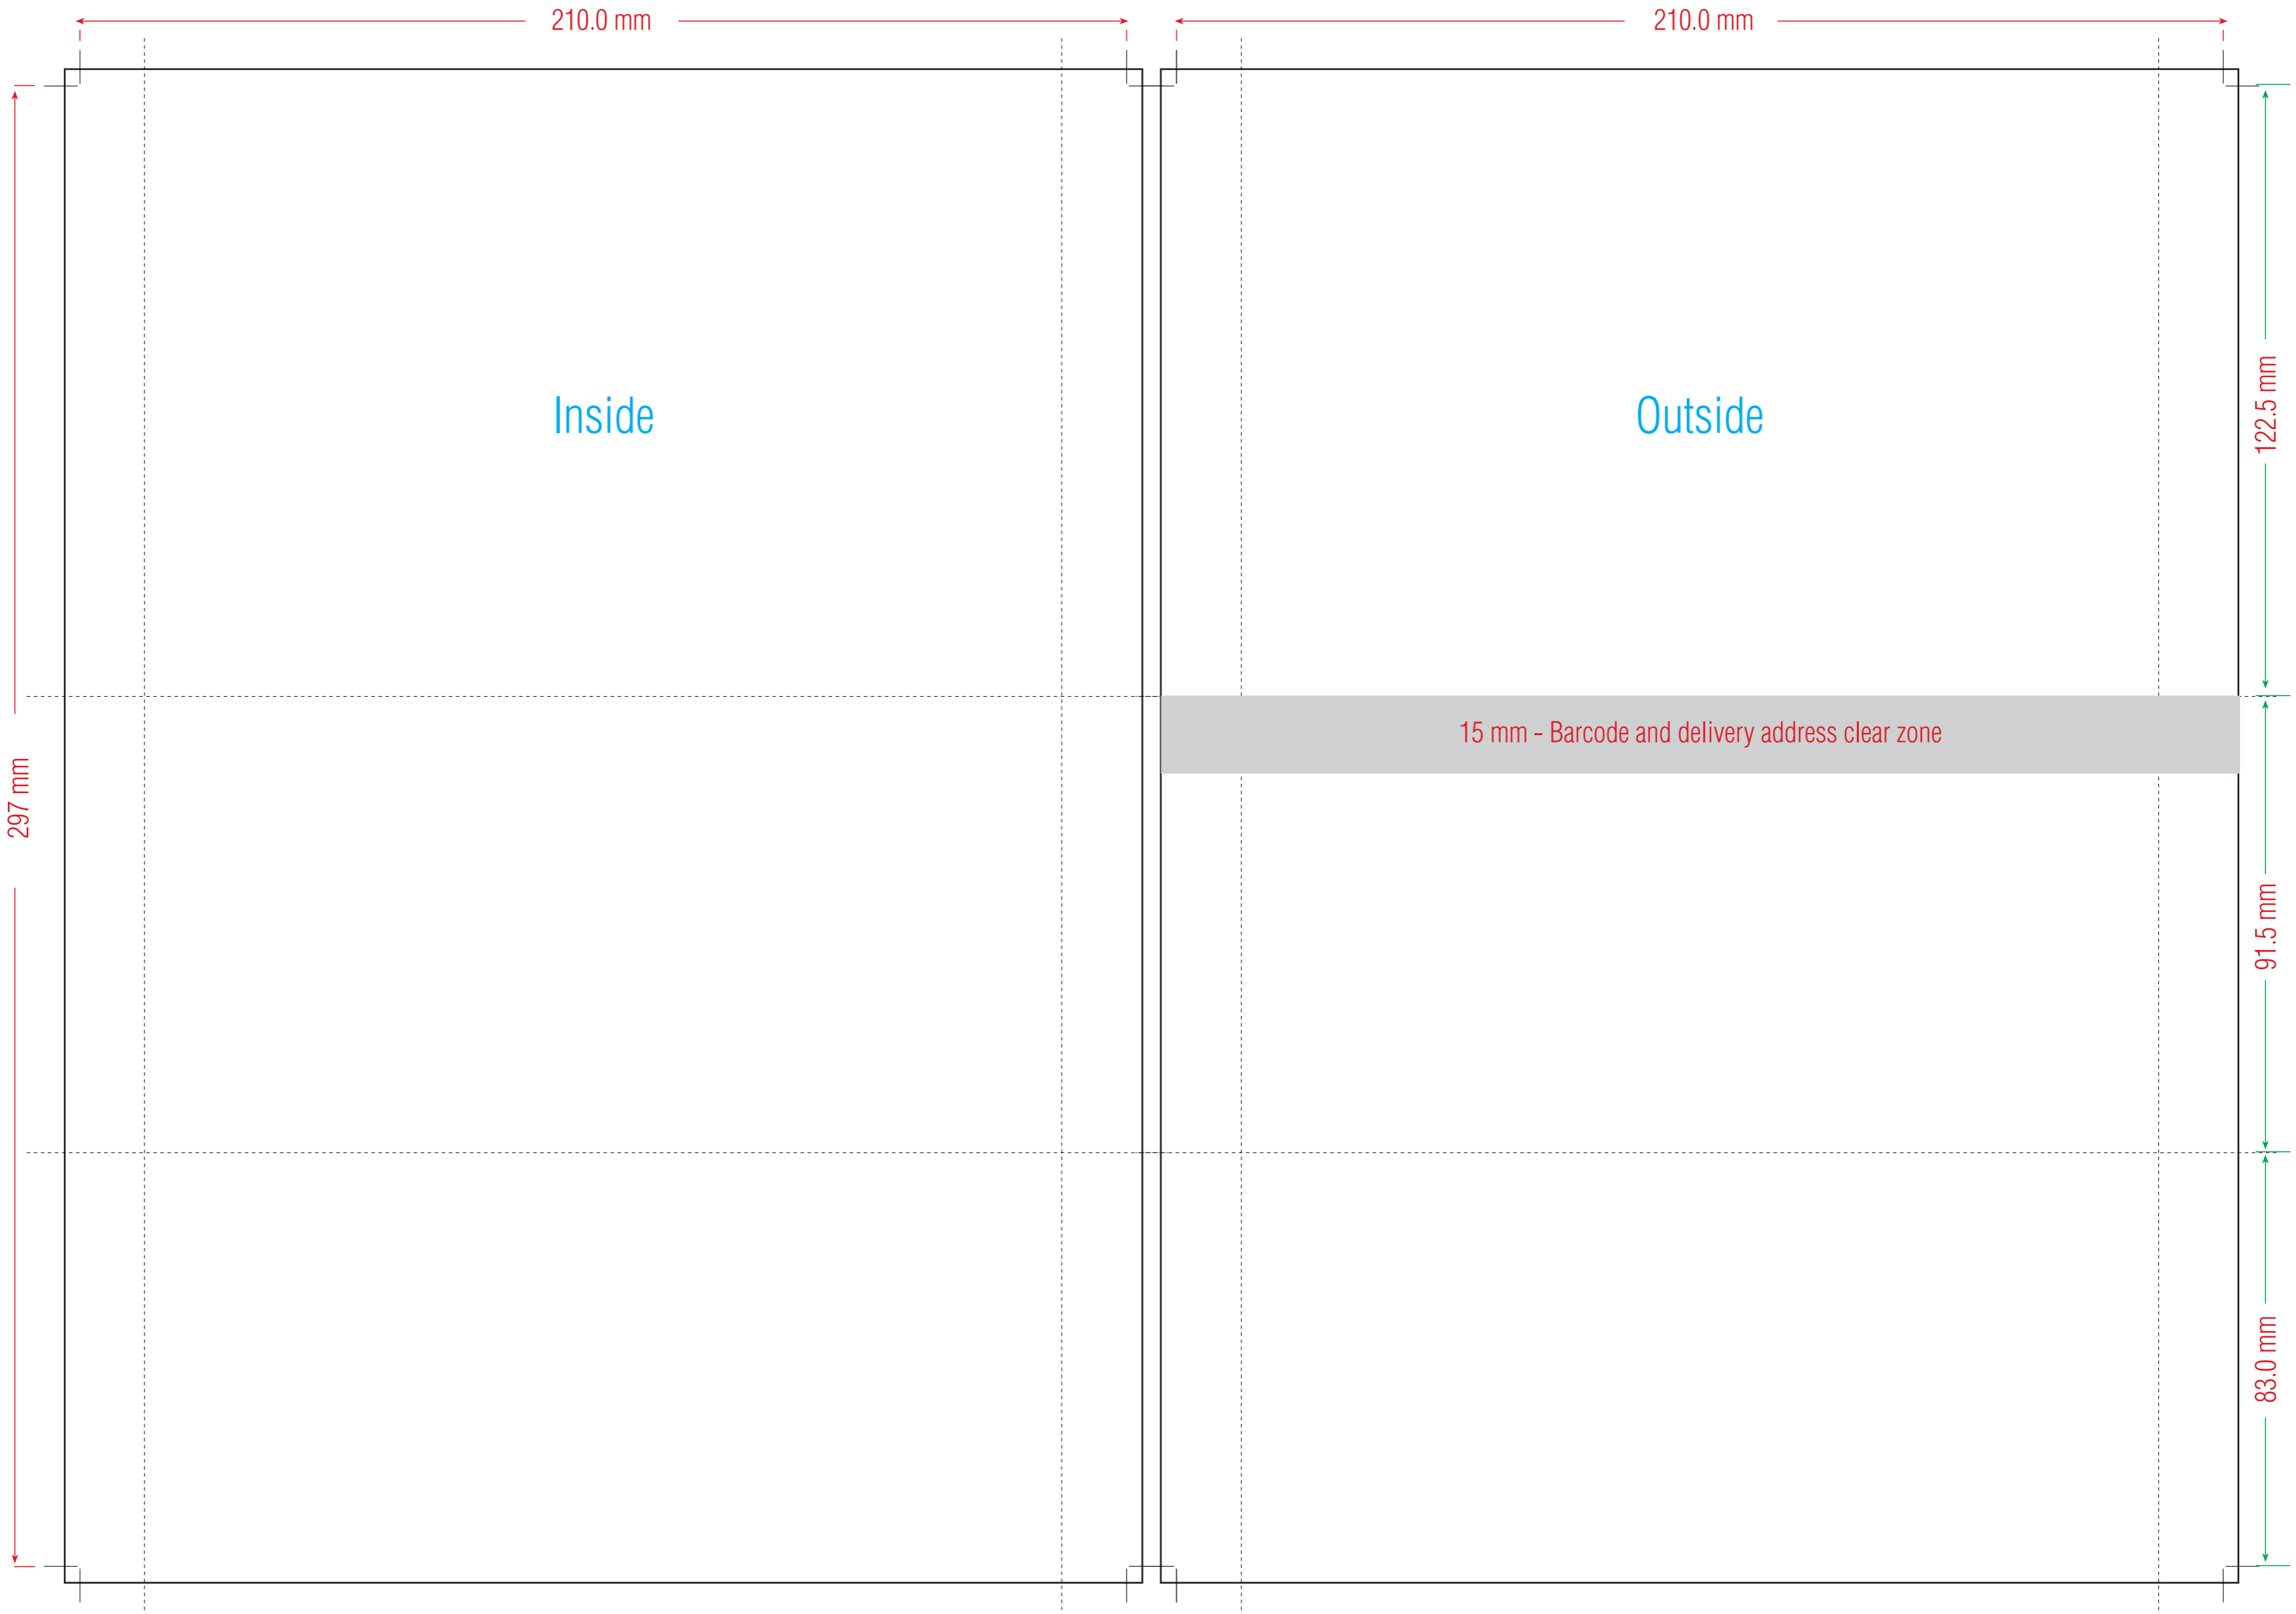 210.0 mm
210.0 mm
Inside
Outside
122.5 mm
15 mm - Barcode and delivery address clear zone
297 mm
91.5 mm
83.0 mm